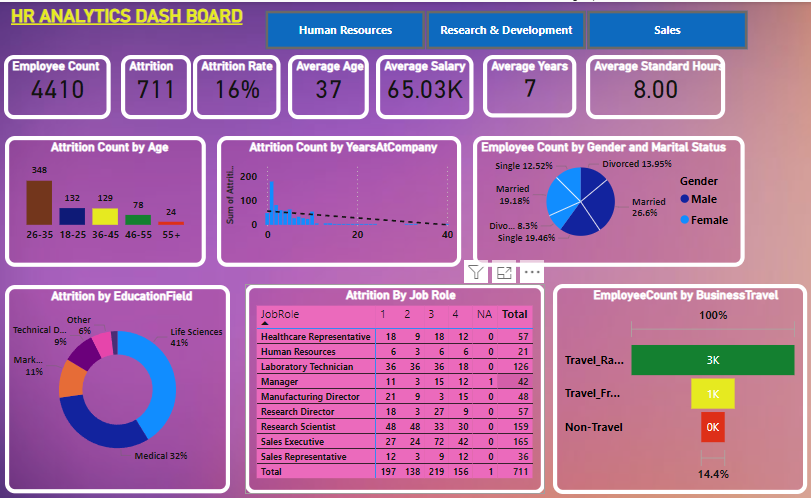 HR ANALYTICS DASH BOARD
Human Resources
Research & Development
Sales
Employee Count
4410
Attrition
711
Attrition Rate
16%
Average Age
37
Average Salary
65.03K
Average Years
7
Average Standard Hours
8.00
Attrition Count by Age
348
132
129
78
24
26-35 18-25 36-45 46-55 55+
Attrition Count by YearsAtCompany
Sum of Attriti...
200
100
0
0 20 40
Employee Count by Gender and Marital Status
Single 12.52%
Divorced 13.95%
Married
19.18%
Married
26.6%
Divo... 8.3%
Single 19.46%
Gender
Male
Female
Attrition by EducationField
Other
6%
Technical D...
9%
Life Sciences
41%
Mark...
11%
Medical 32%
Attrition By Job Role
JobRole 1 2 3 4 NA Total
Healthcare Representative 18 9 18 12 0 57
Human Resources 6 3 6 6 0 21
Laboratory Technician 36 36 36 18 0 126
Manager 11 3 15 12 1 42
Manufacturing Director 21 9 3 15 0 48
Research Director 18 3 27 9 0 57
Research Scientist 48 48 33 30 0 159
Sales Executive 27 24 72 42 0 165
Sales Representative 12 3 9 12 0 36
Total 197 138 219 156 1 711
EmployeeCount by BusinessTravel
100%
Travel_Ra... 3K
Travel_Fr... 1K
Non-Travel 0K
14.4%